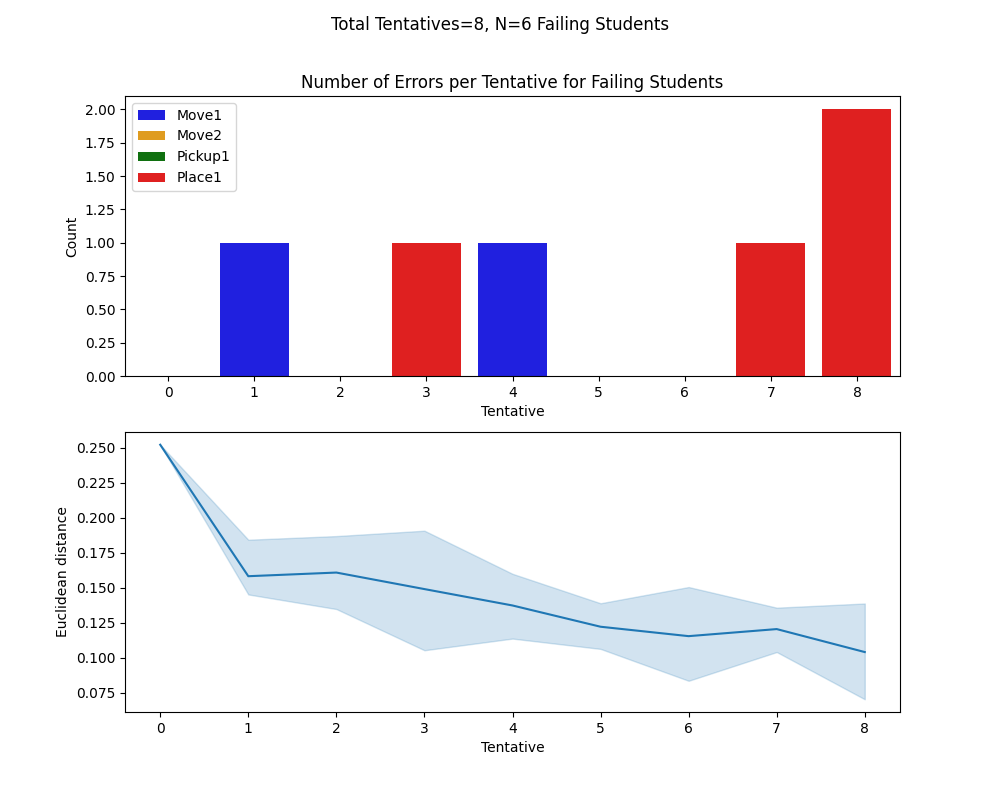 Total Tentatives=8, N=6 Failing Students
Number of Errors per Tentative for Failing Students
Move1
Move2
Pickup1
Place1
2.00
1.75
1.50
1.25
1.00
0.75
0.50
0.25
0.00
Count
0 1 2 3 4 5 6 7 8
Tentative
0.250
0.225
0.200
0.175
0.150
0.125
0.100
0.075
Euclidean distance
0 1 2 3 4 5 6 7 8
Tentative